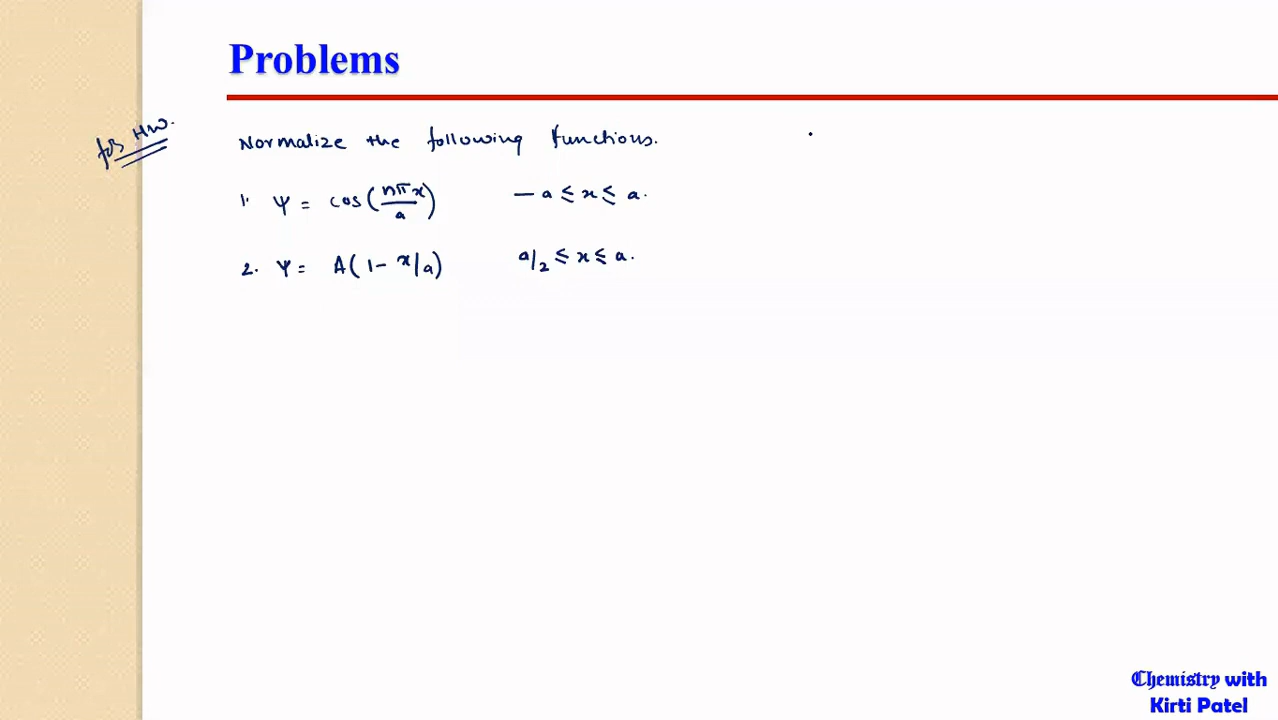 Problems
for HW.
Normalize the following functions.
1. Ψ = cos(nπx/a) -a ≤ x ≤ a.
2. Ψ = A(1 - x/a) a/2 ≤ x ≤ a.
Chemistry with
Kirti Patel